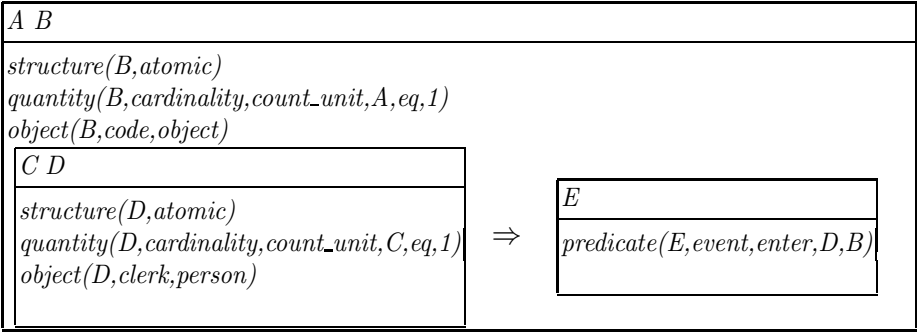 A B
structure(B,atomic)
quantity(B,cardinality,count_unit,A,eq,1)
object(B,code,object)
C D
structure(D,atomic)
quantity(D,cardinality,count_unit,C,eq,1)
object(D,clerk,person)
⇒
E
predicate(E,event,enter,D,B)